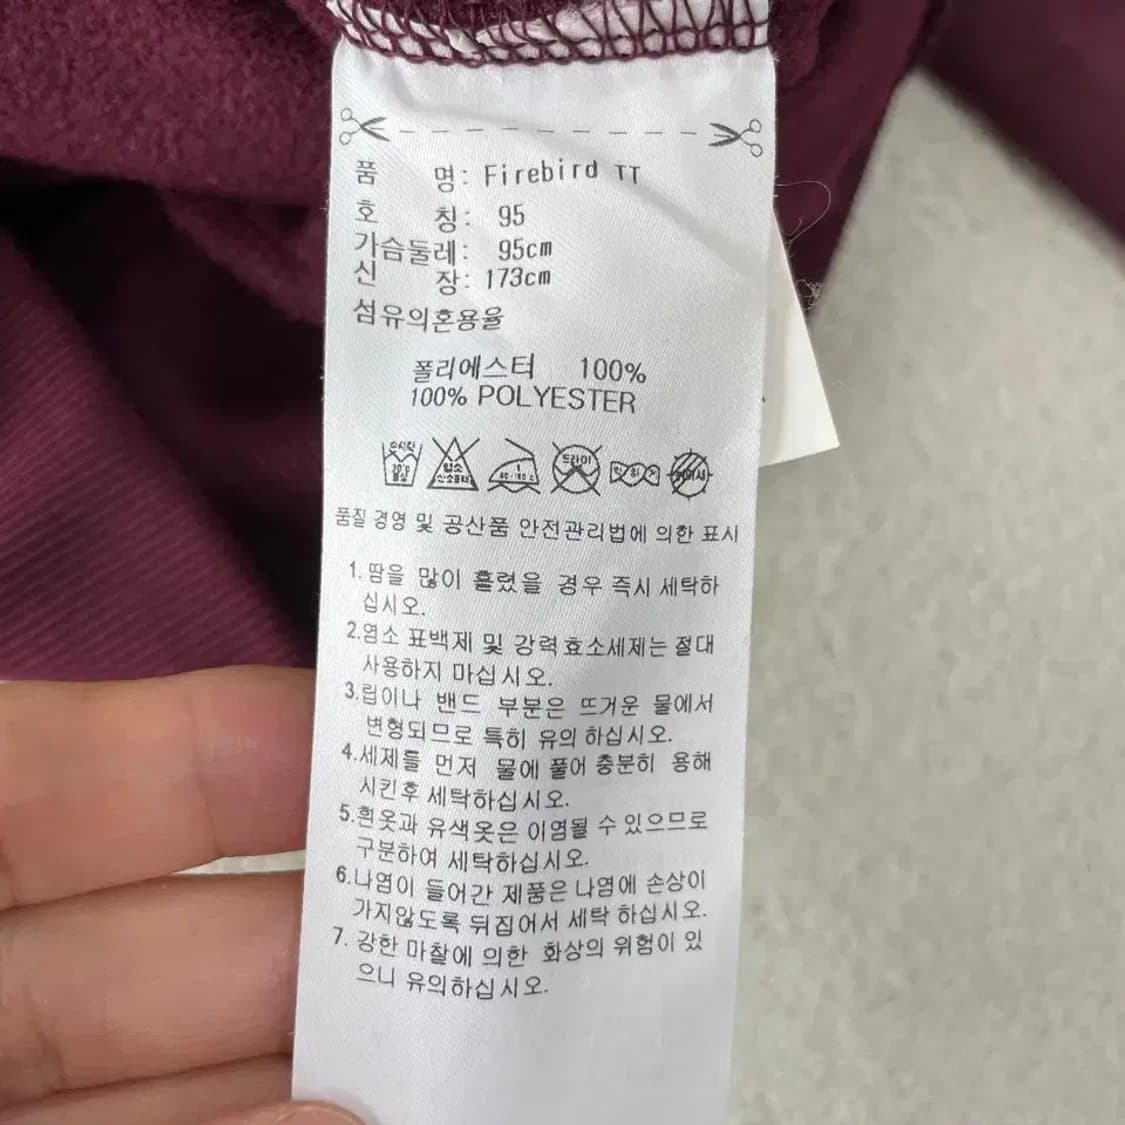 품 명: Firebird TT
호 칭: 95
가슴둘레: 95cm
신 장: 173cm
섬유의혼용율
폴리에스터 100%
100% POLYESTER
드라이
품질 경영 및 공산품 안전관리법에 의한 표시
1. 땀을 많이 흘렸을 경우 즉시 세탁하
십시오.
2.염소 표백제 및 강력효소세제는 절대
사용하지 마십시오.
3.립이나 밴드 부분은 뜨거운 물에서
변형되므로 특히 유의 하십시오.
4.세제를 먼저 물에 풀어 충분히 용해
시킨후 세탁하십시오.
5.흰옷과 유색옷은 이염될 수 있으므로
구분하여 세탁하십시오.
6.나염이 들어간 제품은 나염에 손상이
가지않도록 뒤집어서 세탁 하십시오.
7. 강한 마찰에 의한 화상의 위험이 있
으니 유의하십시오.